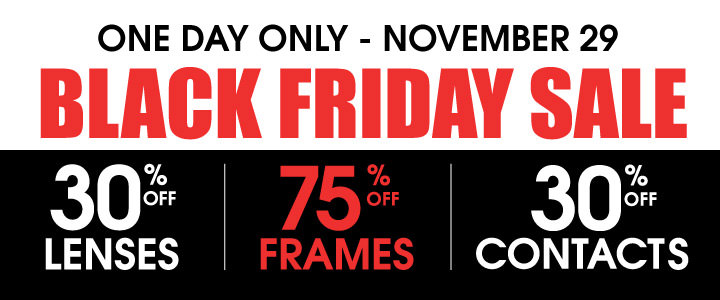 ONE DAY ONLY - NOVEMBER 29
BLACK FRIDAY SALE
30% OFF
LENSES
75% OFF
FRAMES
30% OFF
CONTACTS